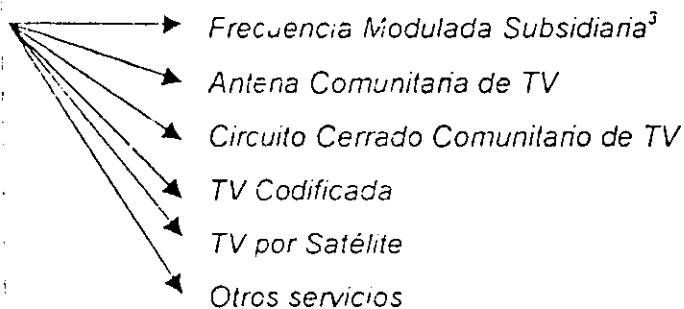 Frecuencia Modulada Subsidiaria³
Antena Comunitaria de TV
Circuito Cerrado Comunitario de TV
TV Codificada
TV por Satélite
Otros servicios